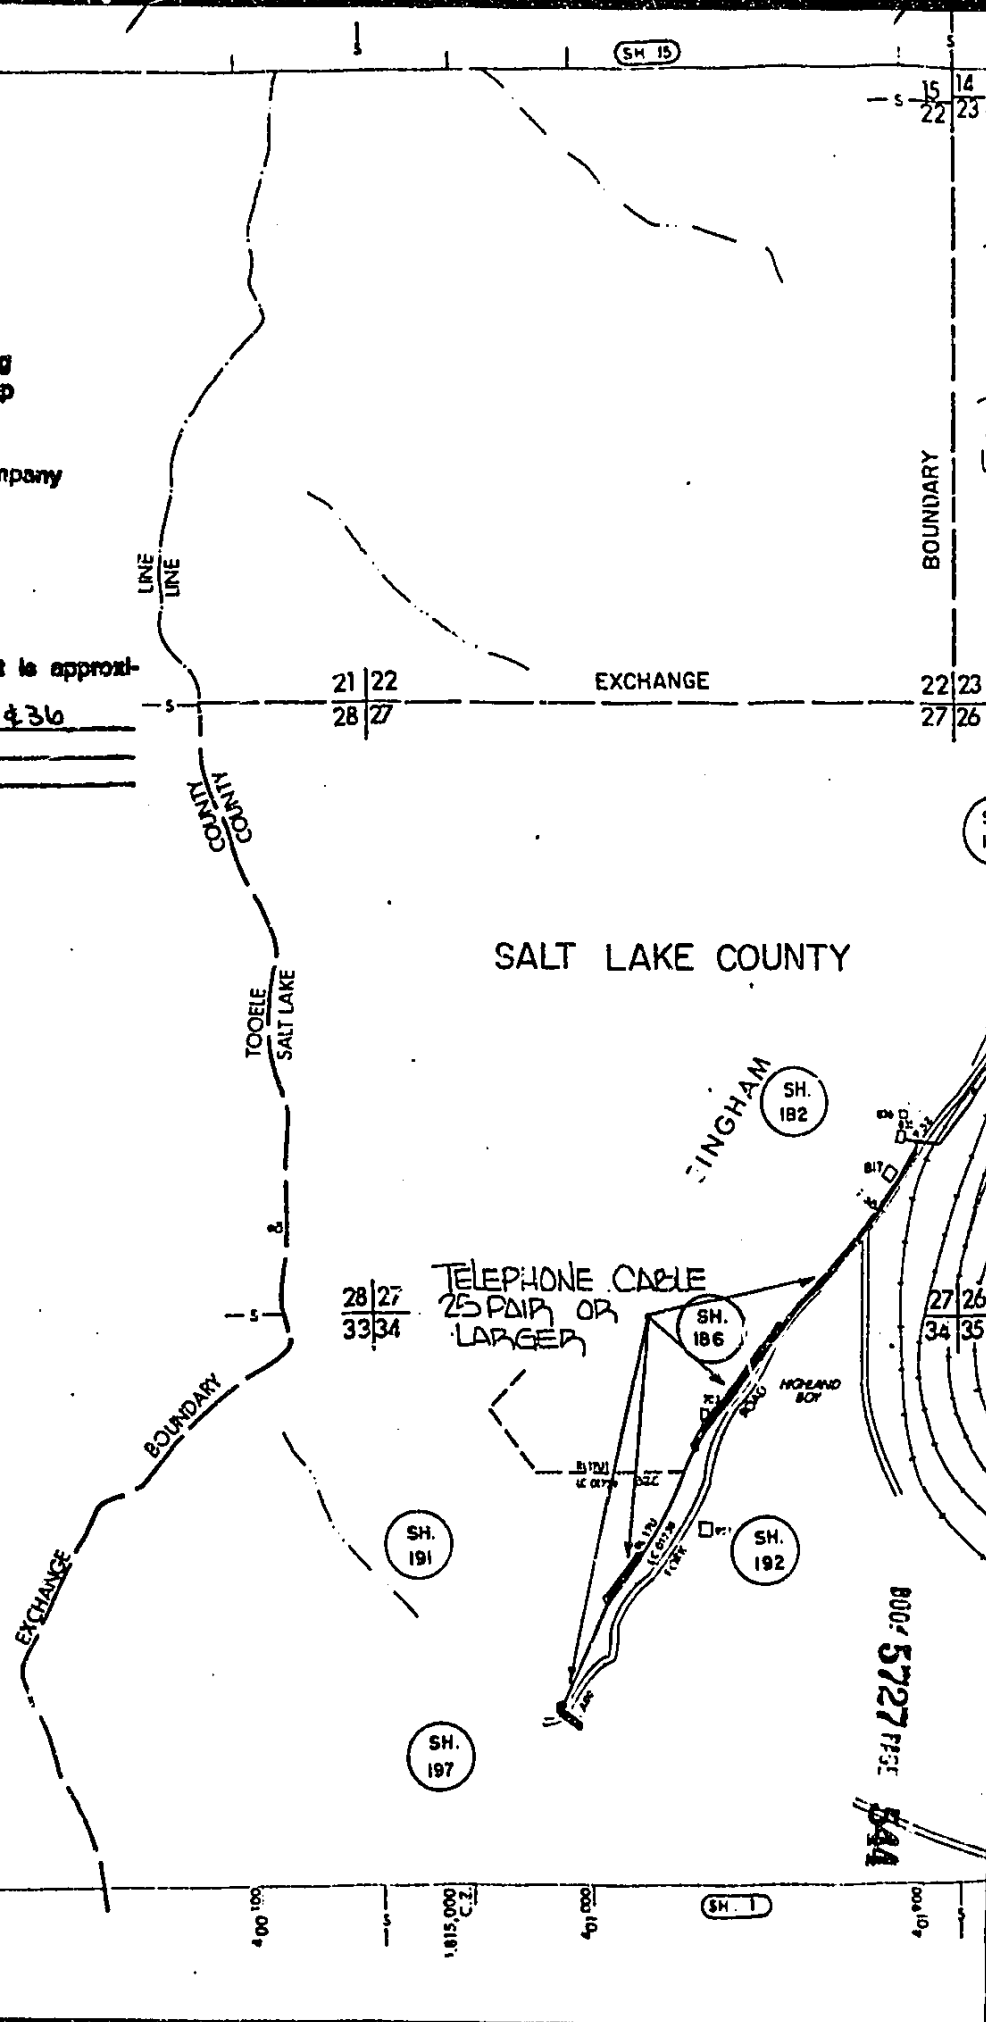 SH 15
15 14
22 23
S
S
S
mpany
BOUNDARY
LINE
LINE
t is approxi-
& 36
S
21 22
28 27
EXCHANGE
22 23
27 26
COUNTY
COUNTY
SALT LAKE COUNTY
TOOELE
SALT LAKE
INGHAM
SH.
182
BIT
&
S
28 27
33 34
TELEPHONE CABLE
25 PAIR OR
LARGER
SH.
186
27 26
34 35
HIGHLAND
BOY
ROAD
BOUNDARY
FORK
SH.
191
SH.
192
EXCHANGE
SH.
197
5727
400 100
S
1,815,000
C.Z.
401 000
SH. 1
401 900
S